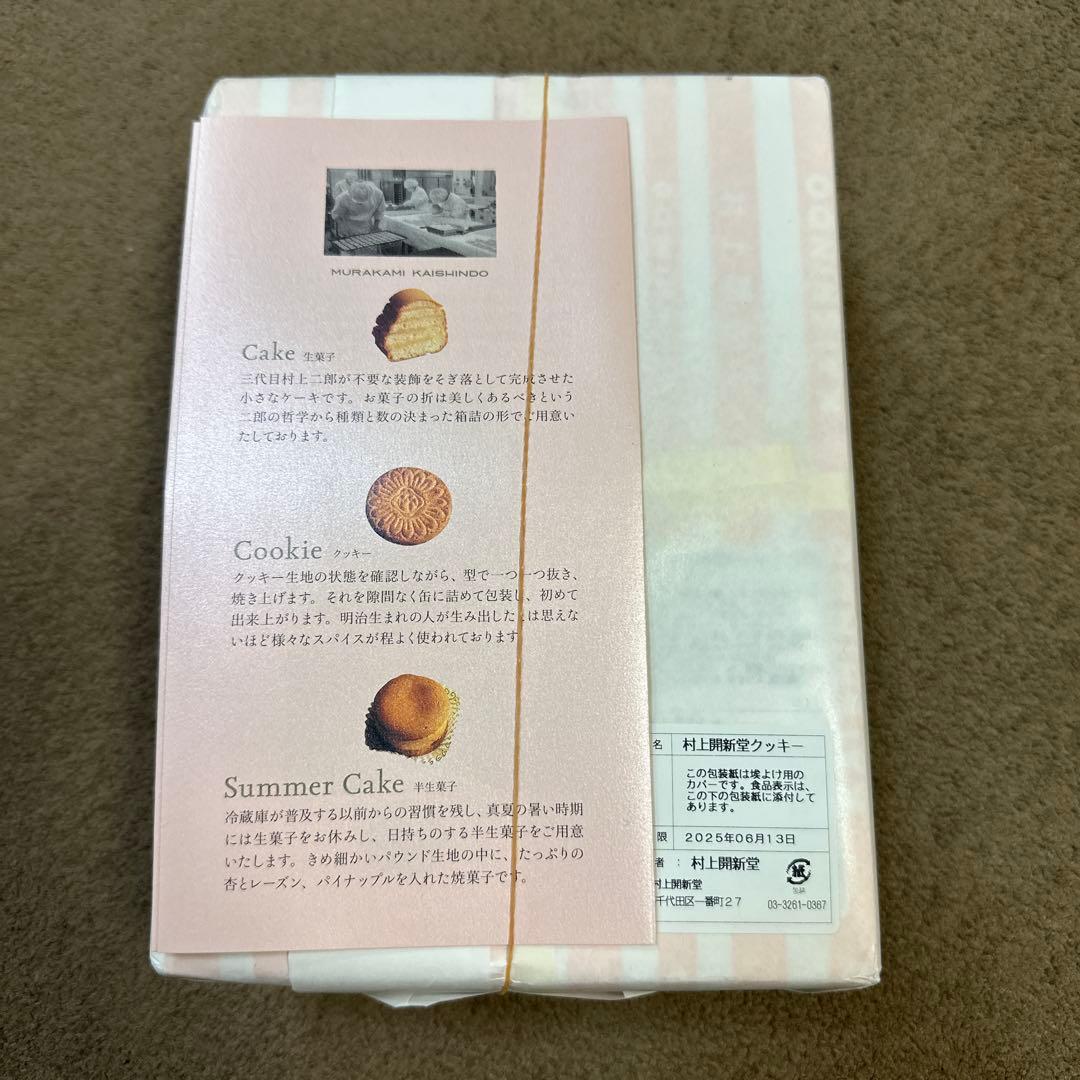 MURAKAMI KAISHINDO
Cake 生菓子
三代目村上二郎が不要な装飾をそぎ落として完成させた
小さなケーキです。お菓子の折は美しくあるべきという
二郎の哲学から種類と数の決まった箱詰の形でご用意い
たしております。
Cookie クッキー
クッキー生地の状態を確認しながら、型で一つ一つ抜き、
焼き上げます。それを隙間なく缶に詰めて包装し、初めて
出来上がります。明治生まれの人が生み出したとは思えな
いほど様々なスパイスが程よく使われております。
Summer Cake 半生菓子
冷蔵庫が普及する以前からの習慣を残し、真夏の暑い時期
には生菓子をお休みし、日持ちのする半生菓子をご用意
いたします。きめ細かいパウンド生地の中に、たっぷりの
杏とレーズン、パイナップルを入れた焼菓子です。
名 村上開新堂クッキー
この包装紙は埃よけ用の
カバーです。食品表示は、
この下の包装紙に添付して
あります。
限 2025年06月13日
者 : 村上開新堂
村上開新堂
千代田区一番町27 03-3261-0367
紙
包紙